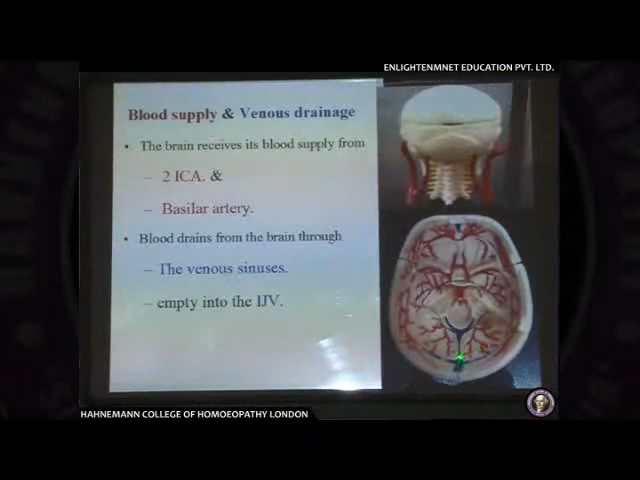 ENLIGHTENMNET EDUCATION PVT. LTD.
Blood supply & Venous drainage
• The brain receives its blood supply from
– 2 ICA. &
– Basilar artery.
• Blood drains from the brain through
– The venous sinuses.
– empty into the IJV.
HAHNEMANN COLLEGE OF HOMOEOPATHY LONDON